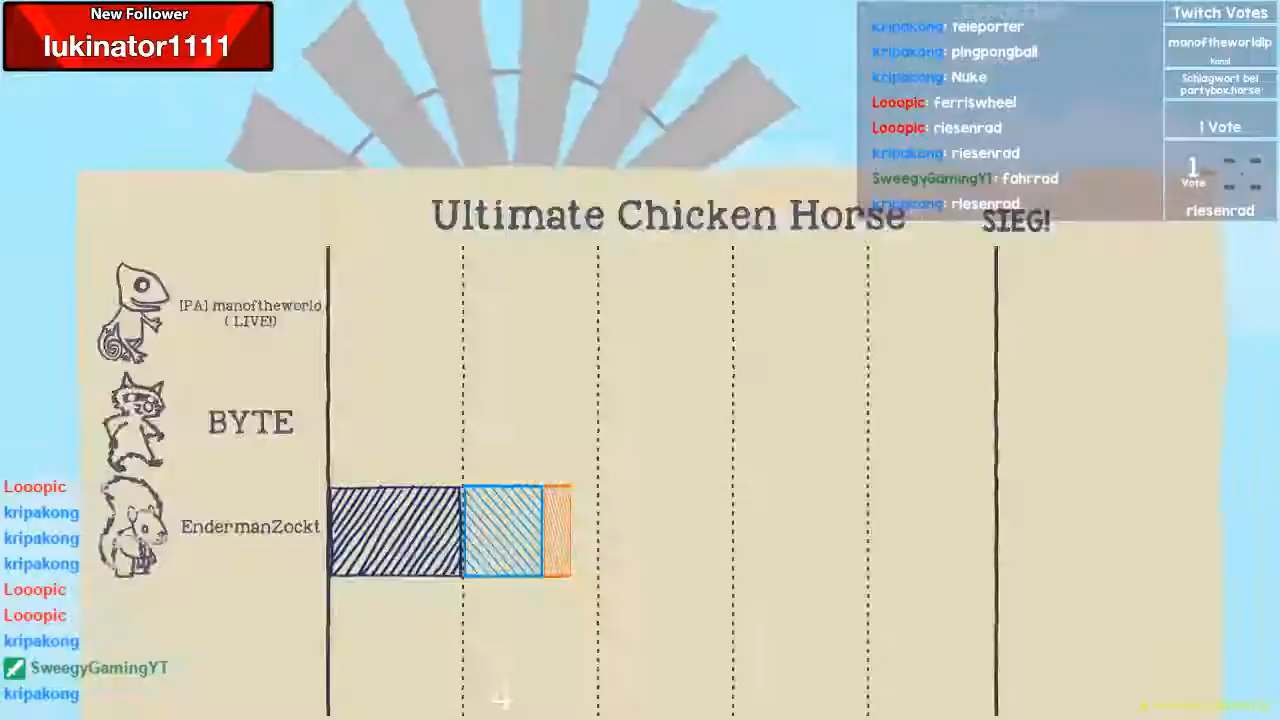 New Follower
lukinator1111
kripakong: teleporter
kripakong: pingpongball
kripakong: Nuke
Looopic: ferriswheel
Looopic: riesenrad
kripakong: riesenrad
SweegyGamingYT: fahrrad
kripakong: riesenrad
Twitch Votes
manoftheworldlp
Kanal
Schlagwort bei
partybox.horse
1 Vote
1
Vote
riesenrad
Ultimate Chicken Horse
SIEG!
[PA] manoftheworld
( LIVE!)
BYTE
EndermanZockt
Looopic
kripakong
kripakong
kripakong
Looopic
Looopic
kripakong
SweegyGamingYT
kripakong
4